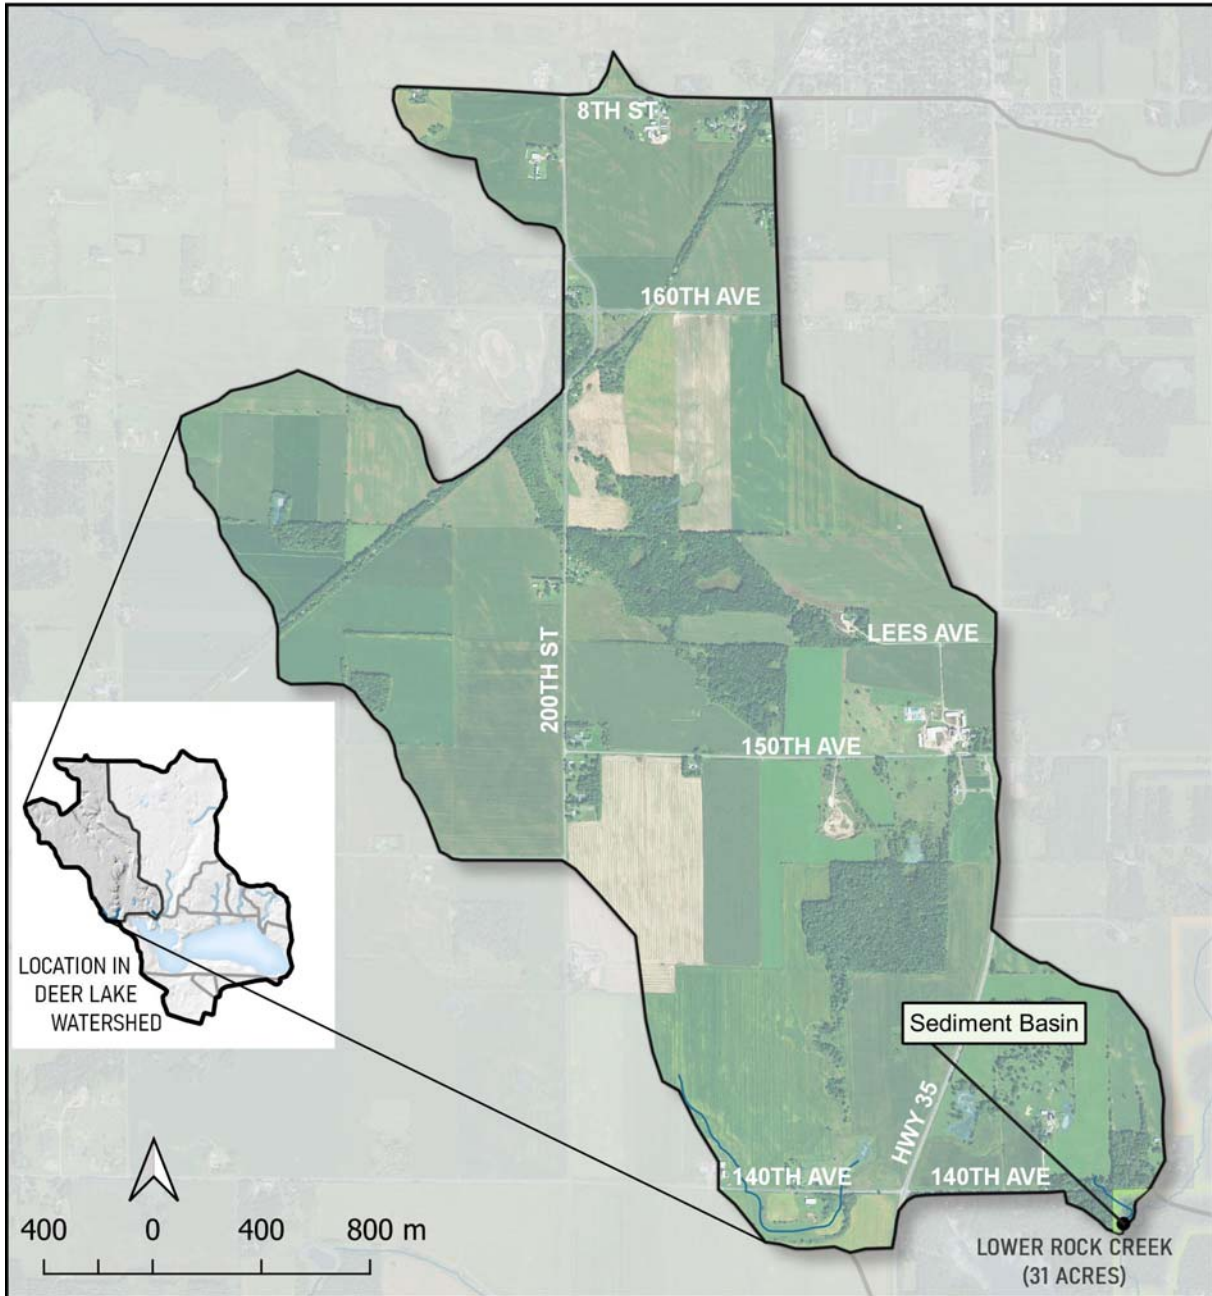 8TH ST
160TH AVE
LEES AVE
200TH ST
150TH AVE
LOCATION IN
DEER LAKE
WATERSHED
Sediment Basin
HWY 35
140TH AVE
140TH AVE
400 0 400 800 m
LOWER ROCK CREEK
(31 ACRES)